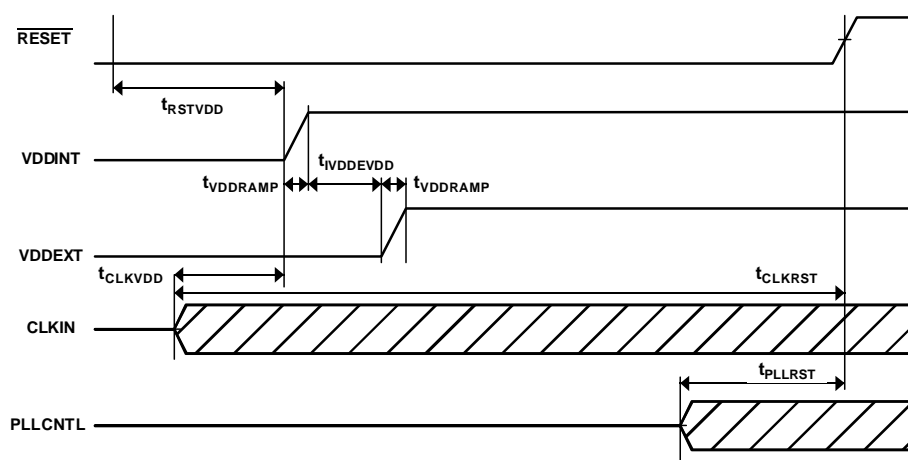 RESET
tRSTVDD
VDDINT
tIVDDEVDD
tVDDRAMP
tVDDRAMP
VDDEXT
tCLKVDD
tCLKRST
CLKIN
tPLLRST
PLLCNTL